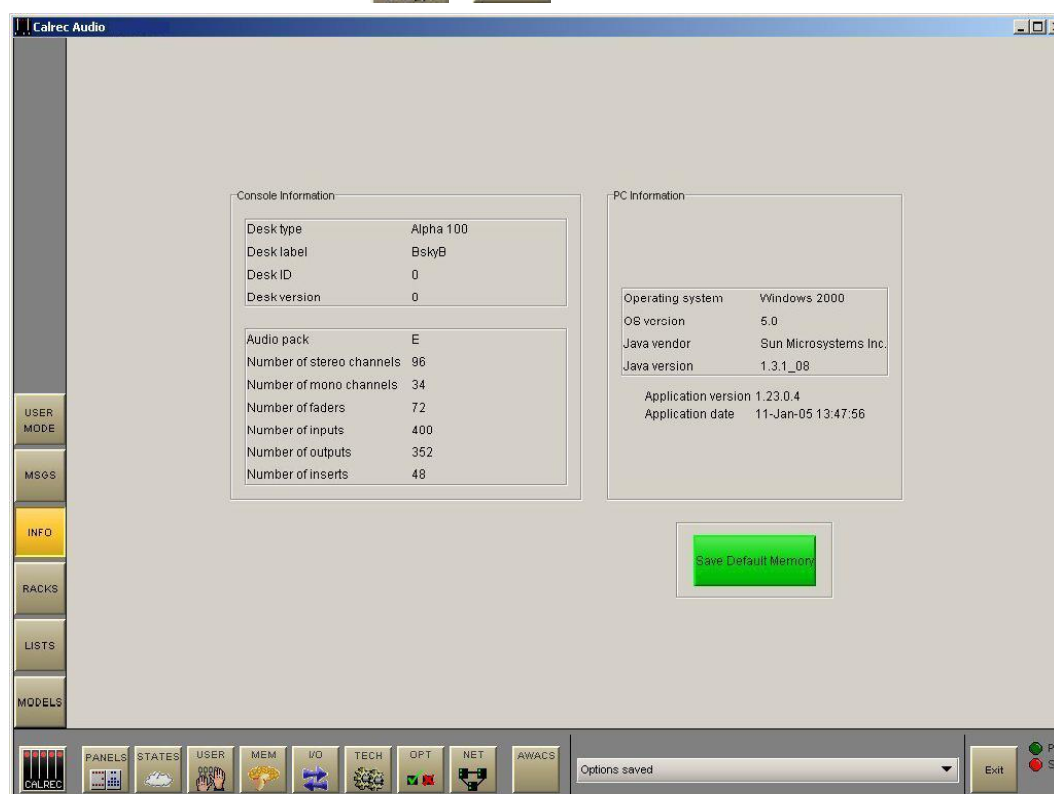 Calrec Audio
Console Information
Desk type Alpha 100
Desk label BskyB
Desk ID 0
Desk version 0
Audio pack E
Number of stereo channels 96
Number of mono channels 34
Number of faders 72
Number of inputs 400
Number of outputs 352
Number of inserts 48
PC Information
Operating system Windows 2000
OS version 5.0
Java vendor Sun Microsystems Inc.
Java version 1.3.1_08
Application version 1.23.0.4
Application date 11-Jan-05 13:47:56
Save Default Memory
USER
MODE
MSGS
INFO
RACKS
LISTS
MODELS
CALREC
PANELS
STATES
USER
MEM
I/O
TECH
OPT
NET
AWACS
Options saved
Exit
P
S